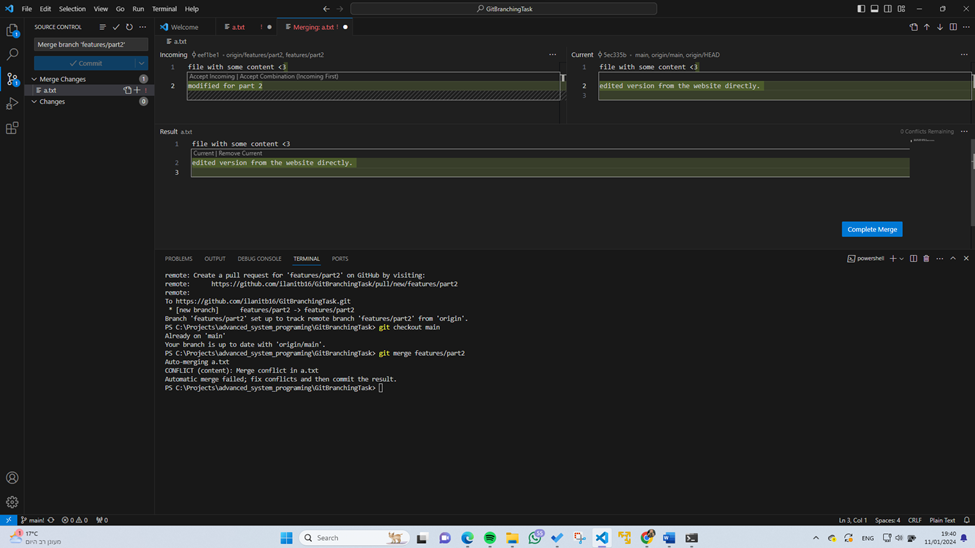 File Edit Selection View Go Run Terminal Help
GitBranchingTask
SOURCE CONTROL
Merge branch 'features/part2'
Commit
Merge Changes 1
a.txt !
Changes 0
Welcome
a.txt !
Merging: a.txt !
a.txt
Incoming eef1be1 - origin/features/part2, features/part2
1 file with some content <3
Accept Incoming | Accept Combination (Incoming First)
2 modified for part 2
Current 5ec335b - main, origin/main, origin/HEAD
1 file with some content <3
2 edited version from the website directly.
3
Result a.txt
0 Conflicts Remaining
1 file with some content <3
Current | Remove Current
2 edited version from the website directly.
3
Complete Merge
PROBLEMS OUTPUT DEBUG CONSOLE TERMINAL PORTS
powershell
remote: Create a pull request for 'features/part2' on GitHub by visiting:
remote: https://github.com/ilanitb16/GitBranchingTask/pull/new/features/part2
remote:
To https://github.com/ilanitb16/GitBranchingTask.git
* [new branch] features/part2 -> features/part2
Branch 'features/part2' set up to track remote branch 'features/part2' from 'origin'.
PS C:\Projects\advanced_system_programing\GitBranchingTask> git checkout main
Already on 'main'
Your branch is up to date with 'origin/main'.
PS C:\Projects\advanced_system_programing\GitBranchingTask> git merge features/part2
Auto-merging a.txt
CONFLICT (content): Merge conflict in a.txt
Automatic merge failed; fix conflicts and then commit the result.
PS C:\Projects\advanced_system_programing\GitBranchingTask>
main!
0 0
0
Ln 3, Col 1 Spaces: 4 CRLF Plain Text
17°C
מעונן רב היום
Search
ENG
19:40
11/01/2024